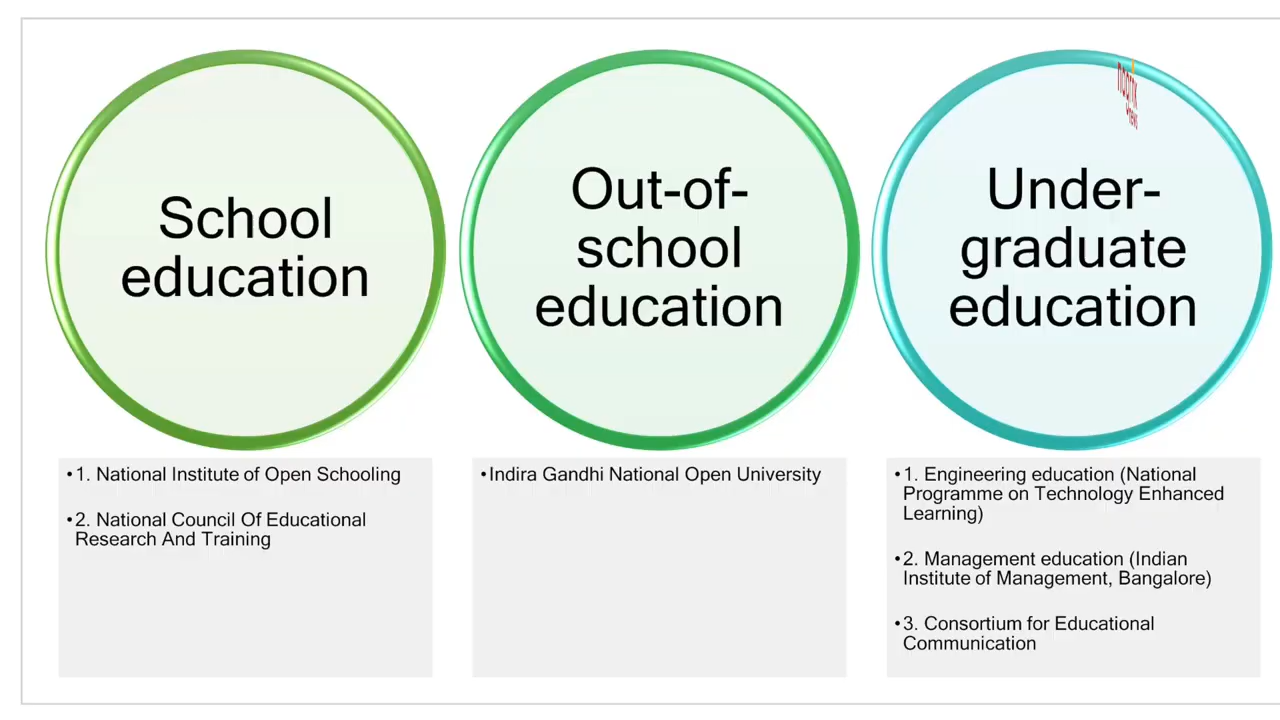 School
education
Out-of-
school
education
Under-
graduate
education
•1. National Institute of Open Schooling
•2. National Council Of Educational
Research And Training
•Indira Gandhi National Open University
•1. Engineering education (National
Programme on Technology Enhanced
Learning)
•2. Management education (Indian
Institute of Management, Bangalore)
•3. Consortium for Educational
Communication